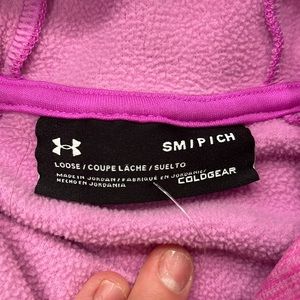 SM/P/CH
LOOSE / COUPE LÂCHE / SUELTO
MADE IN JORDAN / FABRIQUÉ EN JORDANIE/
HECHO EN JORDANIA
COLDGEAR